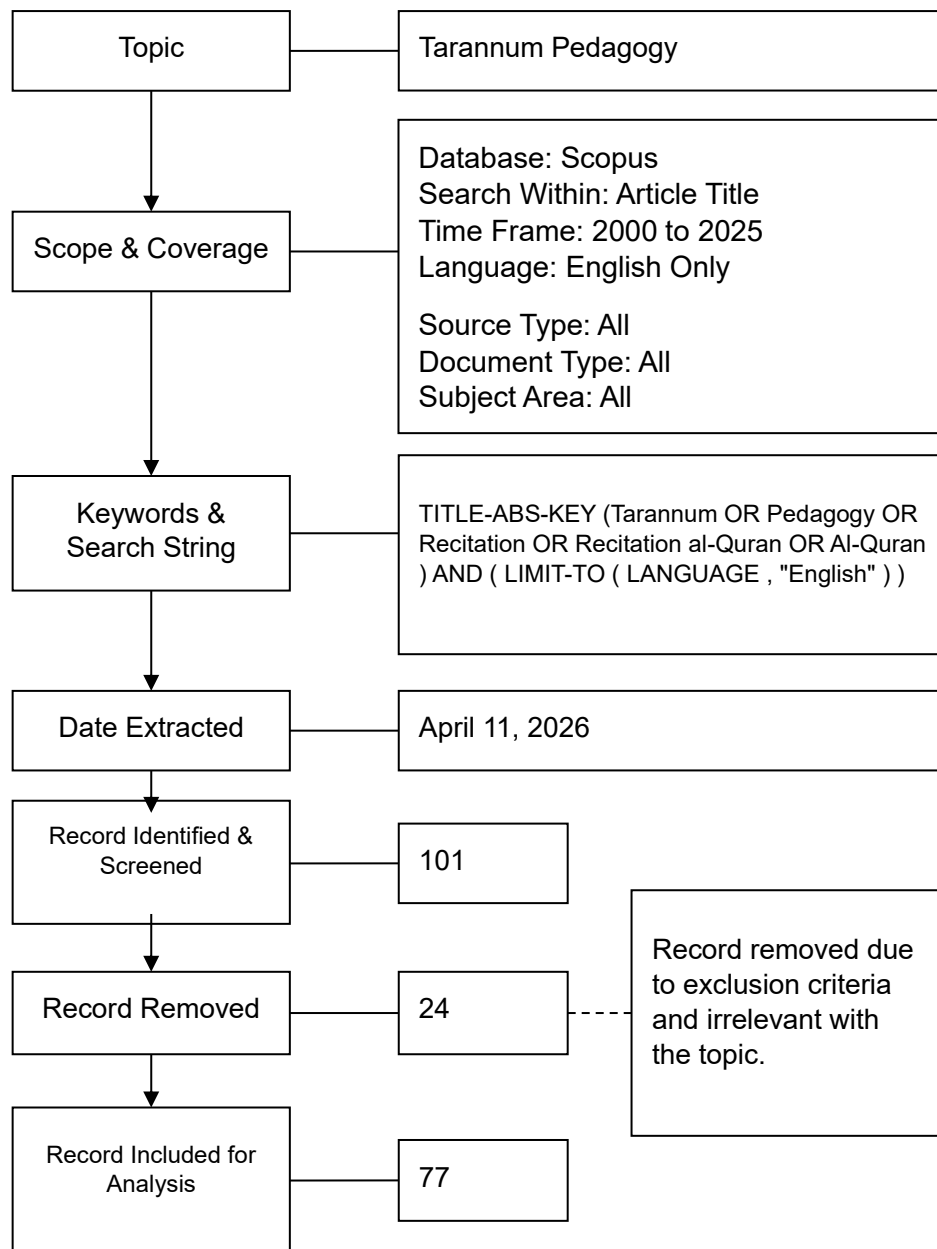 Topic
Tarannum Pedagogy
Database: Scopus
Search Within: Article Title
Time Frame: 2000 to 2025
Language: English Only
Source Type: All
Document Type: All
Subject Area: All
Scope & Coverage
Keywords &
Search String
TITLE-ABS-KEY (Tarannum OR Pedagogy OR
Recitation OR Recitation al-Quran OR Al-Quran
) AND ( LIMIT-TO ( LANGUAGE , "English" ) )
Date Extracted
April 11, 2026
Record Identified &
Screened
101
Record Removed
24
Record removed due
to exclusion criteria
and irrelevant with
the topic.
Record Included for
Analysis
77